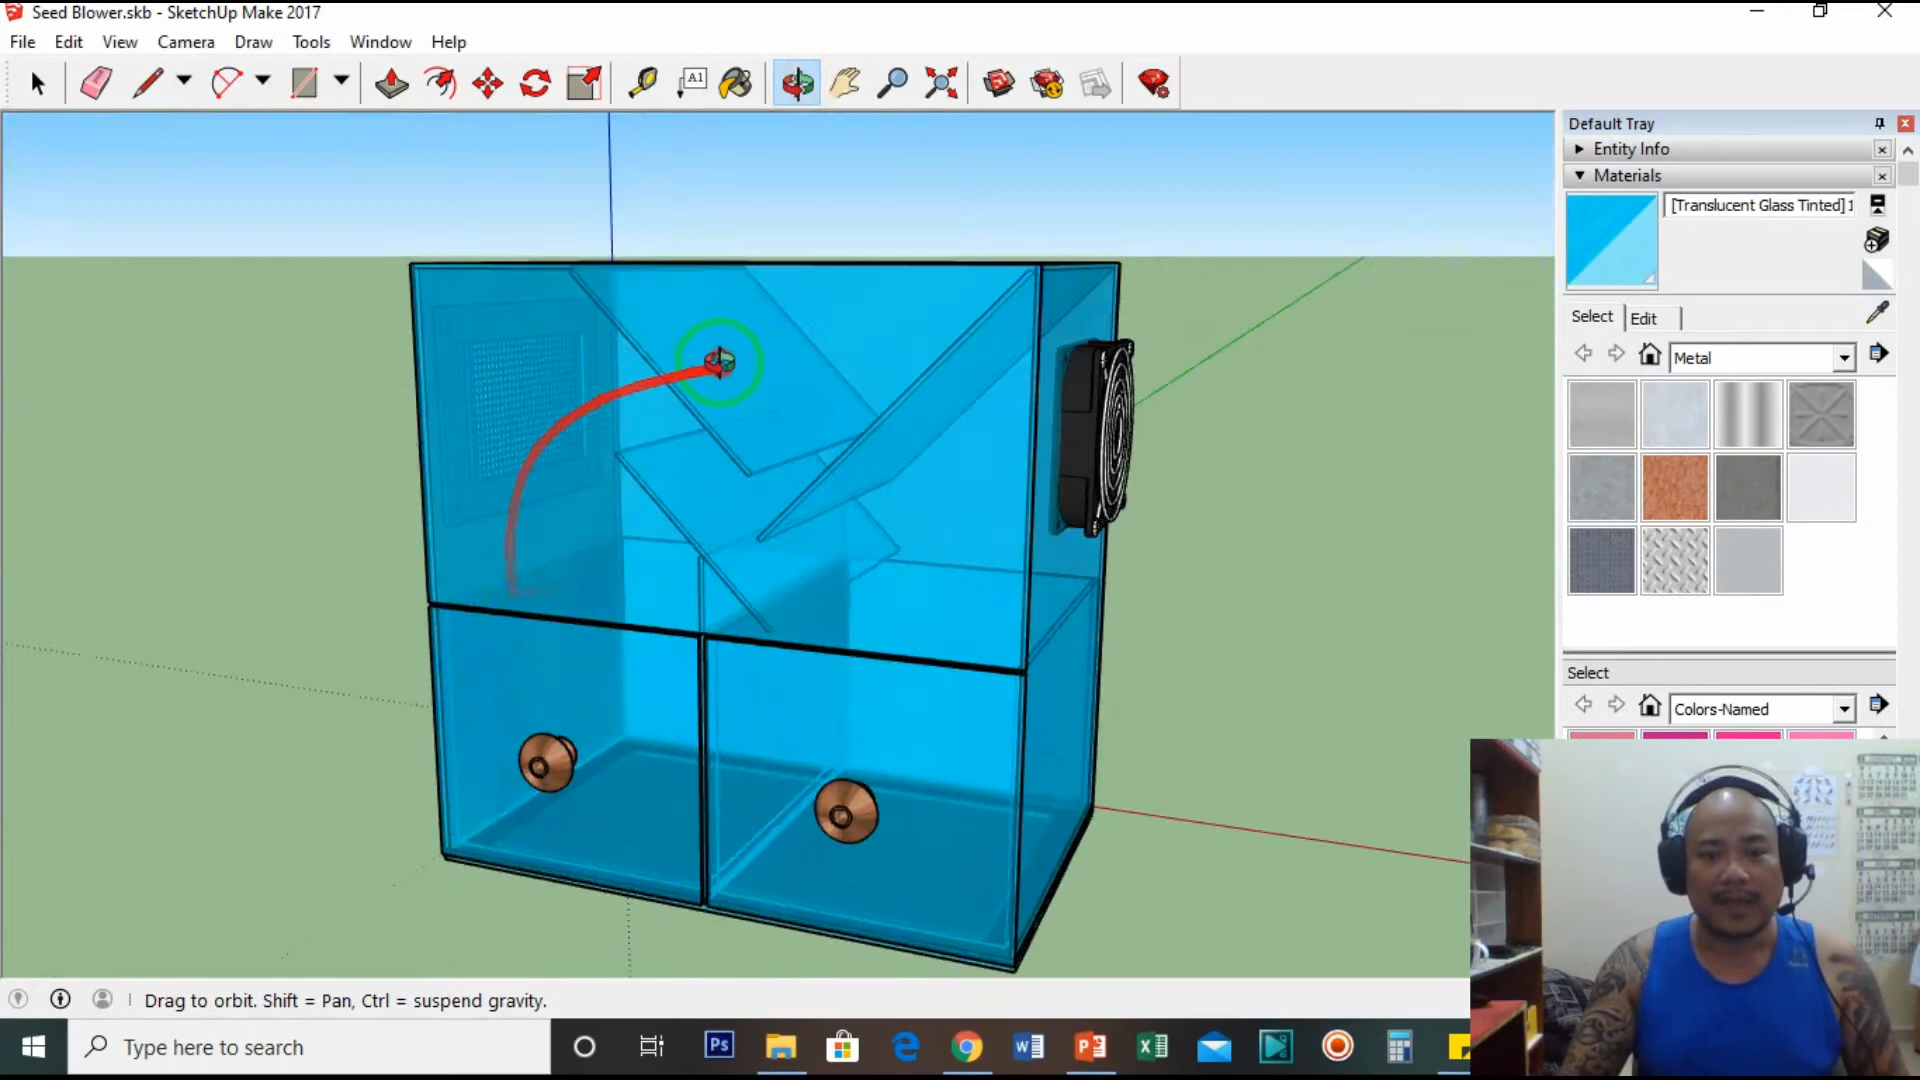 Seed Blower.skb - SketchUp Make 2017
File Edit View Camera Draw Tools Window Help
A1
Default Tray
Entity Info
Materials
[Translucent Glass Tinted] 1
Select Edit
Metal
Select
Colors-Named
Drag to orbit. Shift = Pan, Ctrl = suspend gravity.
Type here to search
Ps